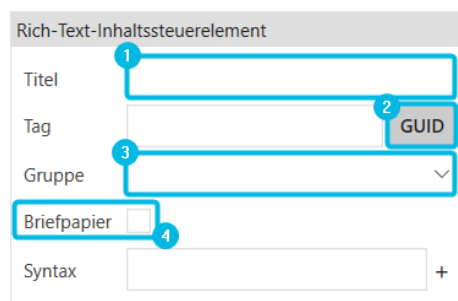 Rich-Text-Inhaltssteuerelement
1
Titel
2
Tag GUID
3
Gruppe
Briefpapier
4
Syntax +